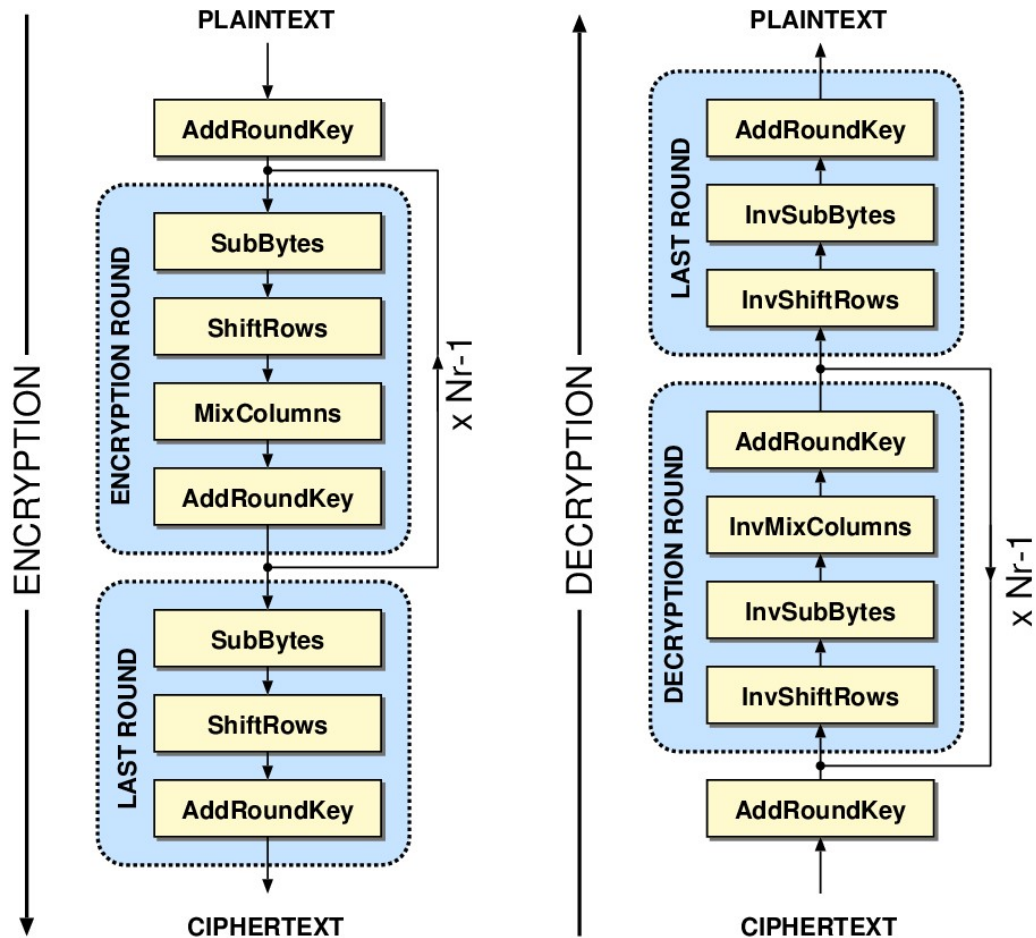 PLAINTEXT
AddRoundKey
ENCRYPTION ROUND
SubBytes
ShiftRows
MixColumns
AddRoundKey
x Nr-1
LAST ROUND
SubBytes
ShiftRows
AddRoundKey
CIPHERTEXT
ENCRYPTION
PLAINTEXT
LAST ROUND
AddRoundKey
InvSubBytes
InvShiftRows
DECRYPTION ROUND
AddRoundKey
InvMixColumns
InvSubBytes
InvShiftRows
x Nr-1
AddRoundKey
CIPHERTEXT
DECRYPTION